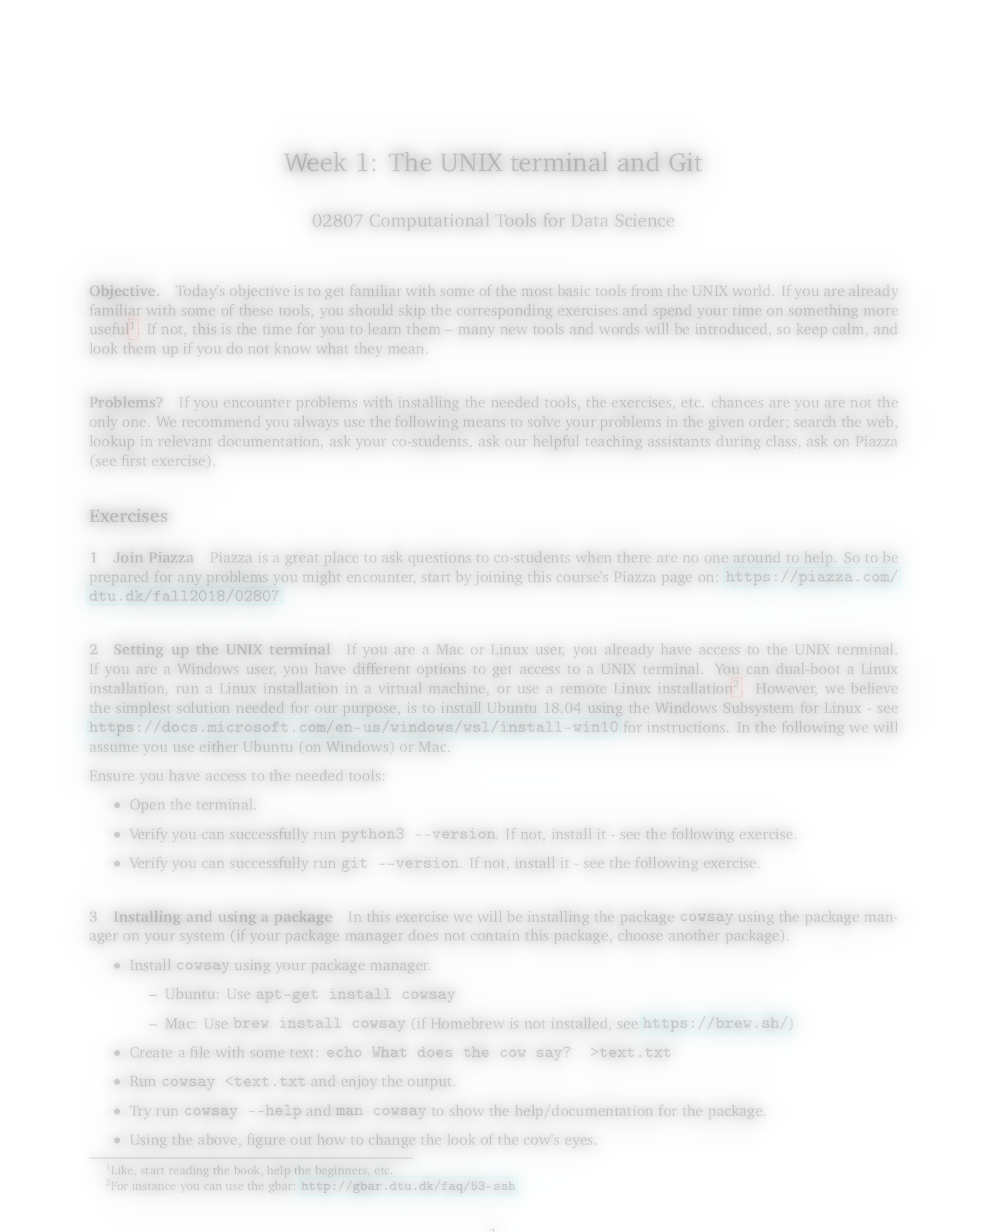 Week 1: The UNIX terminal and Git
02807 Computational Tools for Data Science
Objective. Today's objective is to get familiar with some of the most basic tools from the UNIX world. If you are already
familiar with some of these tools, you should skip the corresponding exercises and spend your time on something more
useful1. If not, this is the time for you to learn them – many new tools and words will be introduced, so keep calm, and
look them up if you do not know what they mean.
Problems? If you encounter problems with installing the needed tools, the exercises, etc. chances are you are not the
only one. We recommend you always use the following means to solve your problems in the given order; search the web,
lookup in relevant documentation, ask your co-students, ask our helpful teaching assistants during class, ask on Piazza
(see first exercise).
Exercises
1 Join Piazza Piazza is a great place to ask questions to co-students when there are no one around to help. So to be
prepared for any problems you might encounter, start by joining this course's Piazza page on: https://piazza.com/
dtu.dk/fall2018/02807.
2 Setting up the UNIX terminal If you are a Mac or Linux user, you already have access to the UNIX terminal.
If you are a Windows user, you have different options to get access to a UNIX terminal. You can dual-boot a Linux
installation, run a Linux installation in a virtual machine, or use a remote Linux installation2. However, we believe
the simplest solution needed for our purpose, is to install Ubuntu 18.04 using the Windows Subsystem for Linux - see
https://docs.microsoft.com/en-us/windows/wsl/install-win10 for instructions. In the following we will
assume you use either Ubuntu (on Windows) or Mac.
Ensure you have access to the needed tools:
• Open the terminal.
• Verify you can successfully run python3 --version. If not, install it - see the following exercise.
• Verify you can successfully run git --version. If not, install it - see the following exercise.
3 Installing and using a package In this exercise we will be installing the package cowsay using the package man-
ager on your system (if your package manager does not contain this package, choose another package).
• Install cowsay using your package manager.
– Ubuntu: Use apt-get install cowsay
– Mac: Use brew install cowsay (if Homebrew is not installed, see https://brew.sh/)
• Create a file with some text: echo What does the cow say? >text.txt
• Run cowsay <text.txt and enjoy the output.
• Try run cowsay --help and man cowsay to show the help/documentation for the package.
• Using the above, figure out how to change the look of the cow's eyes.
1Like, start reading the book, help the beginners, etc.
2For instance you can use the gbar: http://gbar.dtu.dk/faq/53-ssh